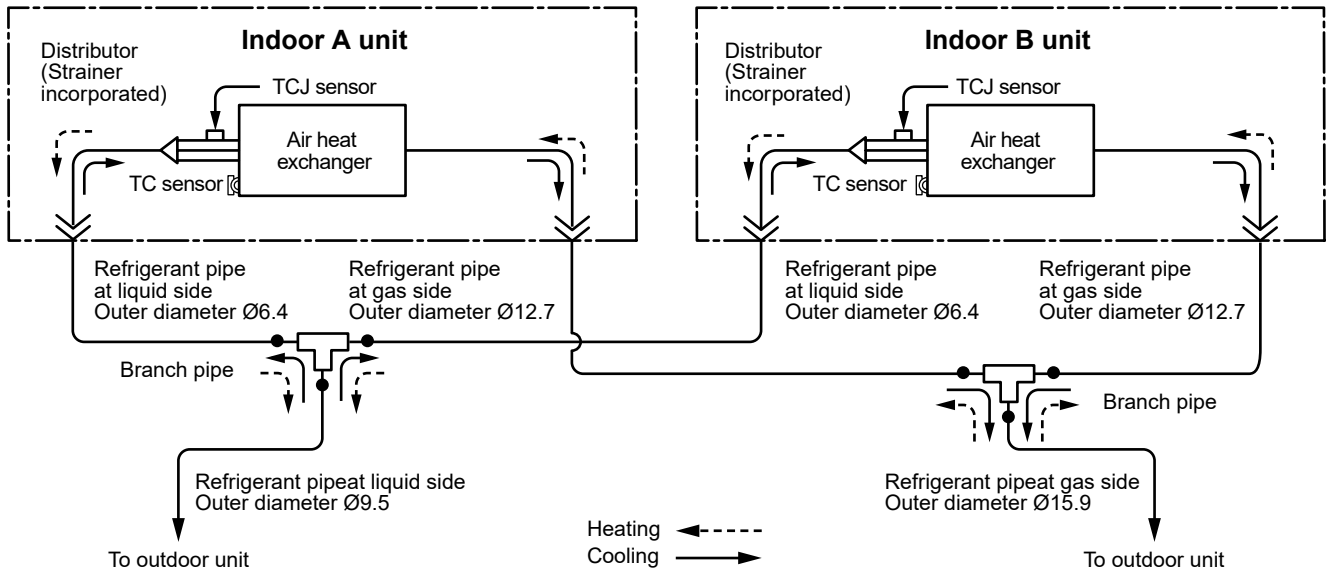 Indoor A unit
Distributor
(Strainer
incorporated)
TCJ sensor
Air heat
exchanger
TC sensor
Indoor B unit
Distributor
(Strainer
incorporated)
TCJ sensor
Air heat
exchanger
TC sensor
Refrigerant pipe
at liquid side
Outer diameter Ø6.4
Refrigerant pipe
at gas side
Outer diameter Ø12.7
Refrigerant pipe
at liquid side
Outer diameter Ø6.4
Refrigerant pipe
at gas side
Outer diameter Ø12.7
Branch pipe
Branch pipe
Refrigerant pipeat liquid side
Outer diameter Ø9.5
Refrigerant pipeat gas side
Outer diameter Ø15.9
Heating
Cooling
To outdoor unit
To outdoor unit